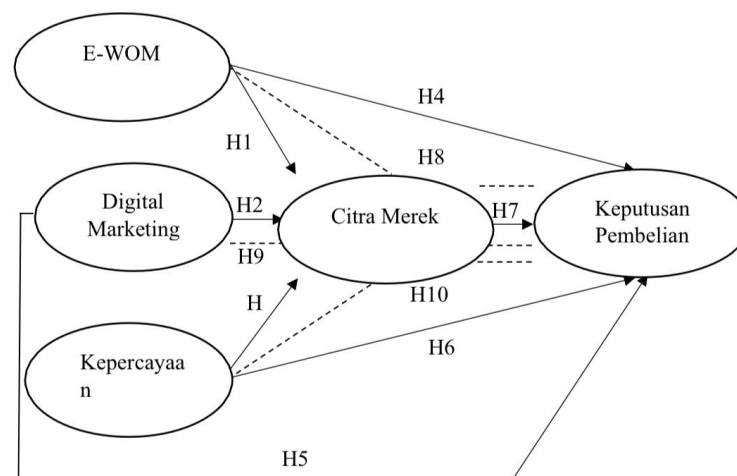 E-WOM
H4
H1
H8
Digital
Marketing
H2
Citra Merek
H7
Keputusan
Pembelian
H9
H
H10
Kepercayaa
n
H6
H5